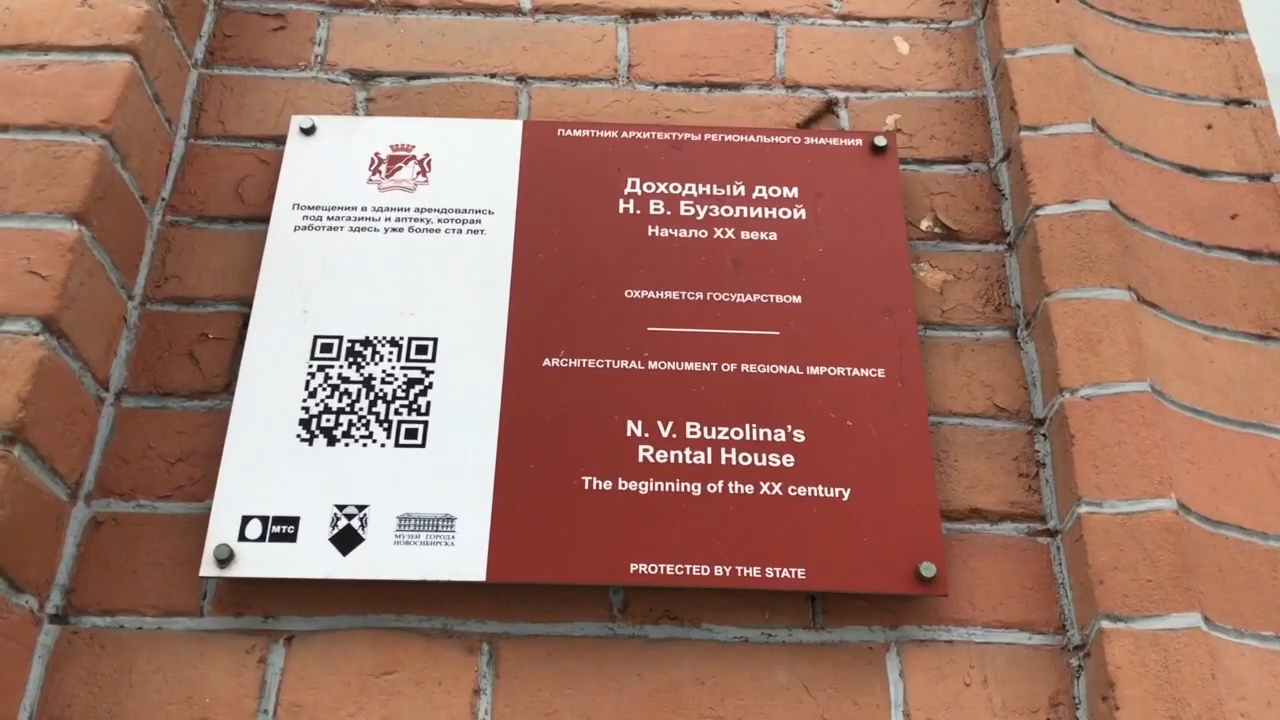 Помещения в здании арендовались
под магазины и аптеку, которая
работает здесь уже более ста лет.
МТС
МУЗЕЙ ГОРОДА
НОВОСИБИРСКА
ПАМЯТНИК АРХИТЕКТУРЫ РЕГИОНАЛЬНОГО ЗНАЧЕНИЯ
Доходный дом
Н. В. Бузолиной
Начало XX века
ОХРАНЯЕТСЯ ГОСУДАРСТВОМ
ARCHITECTURAL MONUMENT OF REGIONAL IMPORTANCE
N. V. Buzolina’s
Rental House
The beginning of the XX century
PROTECTED BY THE STATE